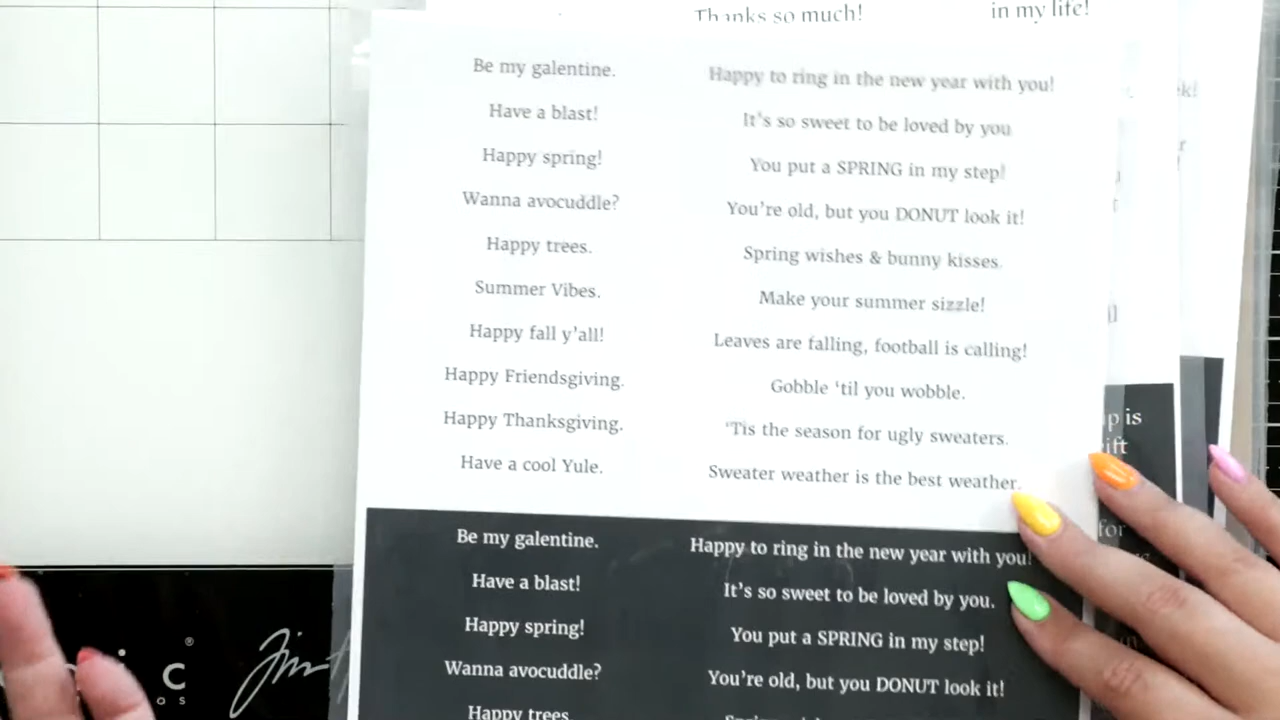 Thanks so much!
in my life!
Be my galentine.
Have a blast!
Happy spring!
Wanna avocuddle?
Happy trees.
Summer Vibes.
Happy fall y'all!
Happy Friendsgiving.
Happy Thanksgiving.
Have a cool Yule.
Happy to ring in the new year with you!
It's so sweet to be loved by you
You put a SPRING in my step!
You're old, but you DONUT look it!
Spring wishes & bunny kisses.
Make your summer sizzle!
Leaves are falling, football is calling!
Gobble ‘til you wobble.
‘Tis the season for ugly sweaters.
Sweater weather is the best weather.
Be my galentine.
Have a blast!
Happy spring!
Wanna avocuddle?
Happy trees
Happy to ring in the new year with you!
It's so sweet to be loved by you.
You put a SPRING in my step!
You're old, but you DONUT look it!
is
for